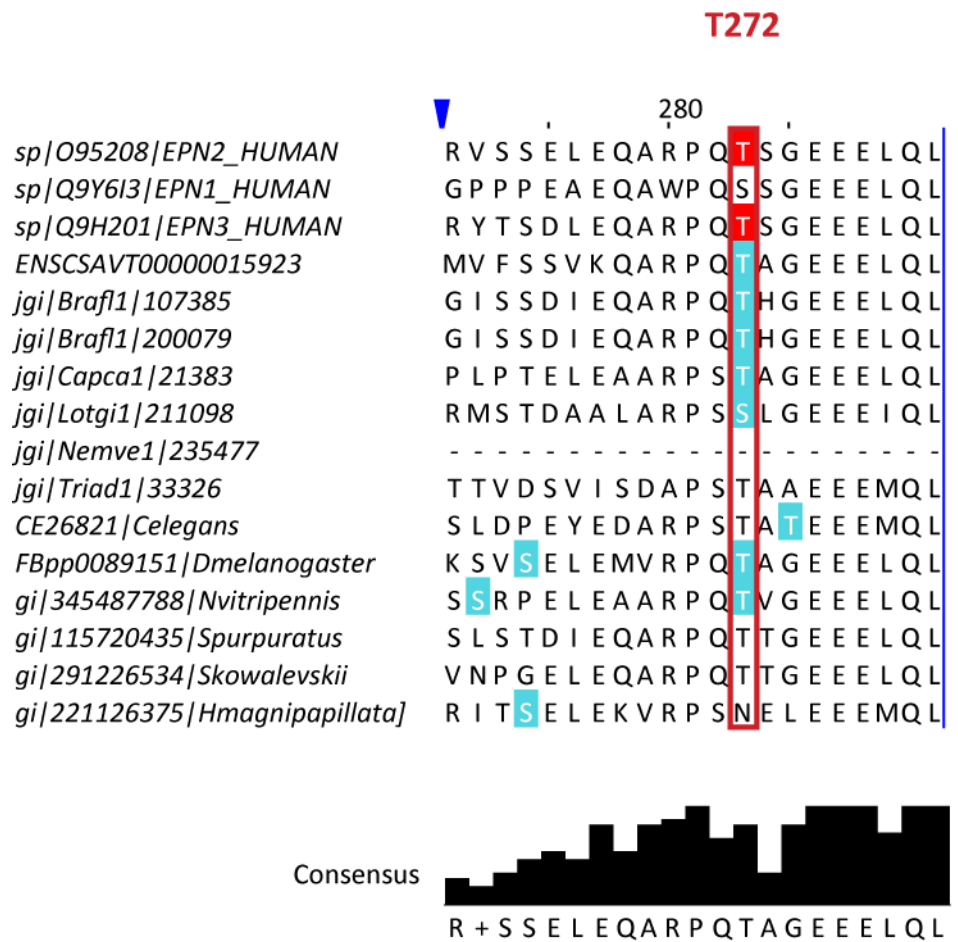 T272
280
sp|O95208|EPN2_HUMAN R V S S E L E Q A R P Q T S G E E E L Q L
sp|Q9Y6I3|EPN1_HUMAN G P P P E A E Q A W P Q S S G E E E L Q L
sp|Q9H201|EPN3_HUMAN R Y T S D L E Q A R P Q T S G E E E L Q L
ENSCSAVT00000015923 M V F S S V K Q A R P Q T A G E E E L Q L
jgi|Brafl1|107385 G I S S D I E Q A R P Q T H G E E E L Q L
jgi|Brafl1|200079 G I S S D I E Q A R P Q T H G E E E L Q L
jgi|Capca1|21383 P L P T E L E A A R P S T A G E E E L Q L
jgi|Lotgi1|211098 R M S T D A A L A R P S S L G E E E I Q L
jgi|Nemve1|235477 - - - - - - - - - - - - - - - - - - - - -
jgi|Triad1|33326 T T V D S V I S D A P S T A A E E E M Q L
CE26821|Celegans S L D P E Y E D A R P S T A T E E E M Q L
FBpp0089151|Dmelanogaster K S V S E L E M V R P Q T A G E E E L Q L
gi|345487788|Nvitripennis S S R P E L E A A R P Q T V G E E E L Q L
gi|115720435|Spurpuratus S L S T D I E Q A R P Q T T G E E E L Q L
gi|291226534|Skowalevskii V N P G E L E Q A R P Q T T G E E E L Q L
gi|221126375|Hmagnipapillata] R I T S E L E K V R P S N E L E E E M Q L
Consensus
R + S S E L E Q A R P Q T A G E E E L Q L